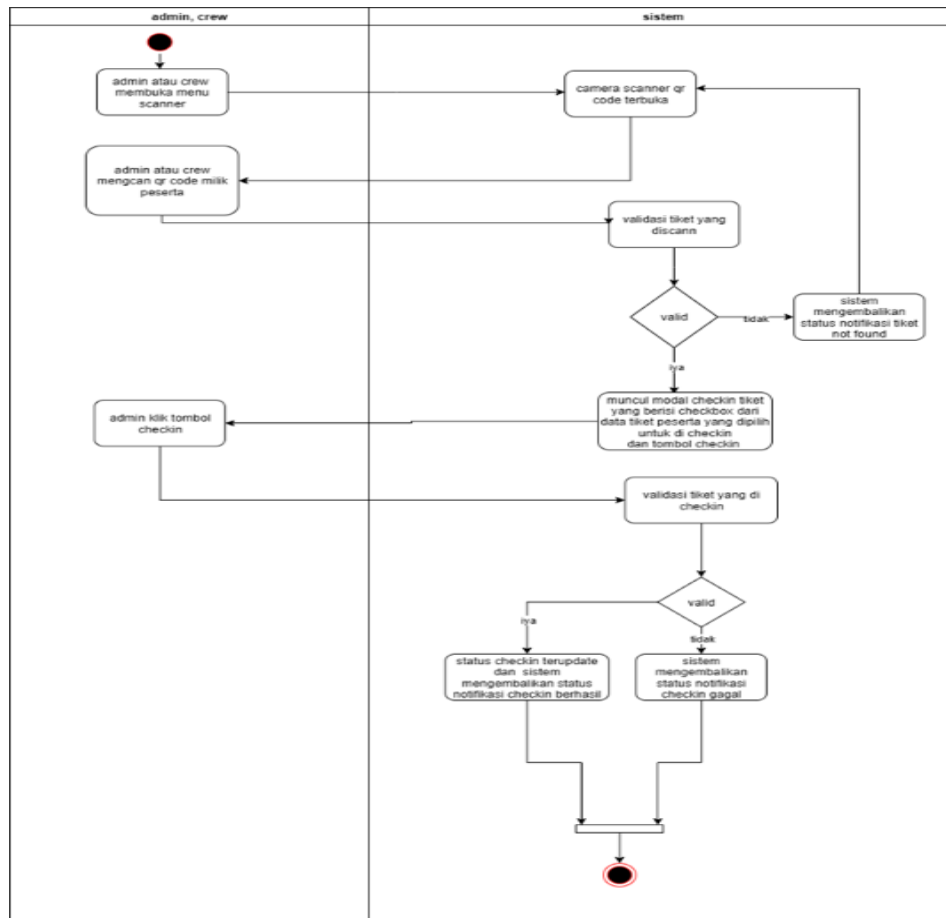 admin, crew
sistem
admin atau crew
membuka menu
scanner
camera scanner qr
code terbuka
admin atau crew
mengcan qr code milik
peserta
validasi tiket yang
discann
valid
tidak
sistem
mengembalikan
status notifikasi tiket
not found
iya
muncul modal checkin tiket
yang berisi checkbox dari
data tiket peserta yang dipilih
untuk di checkin
dan tombol checkin
admin klik tombol
checkin
validasi tiket yang di
checkin
valid
iya
tidak
status checkin terupdate
dan sistem
mengembalikan status
notifikasi checkin berhasil
sistem
mengembalikan
status notifikasi
checkin gagal